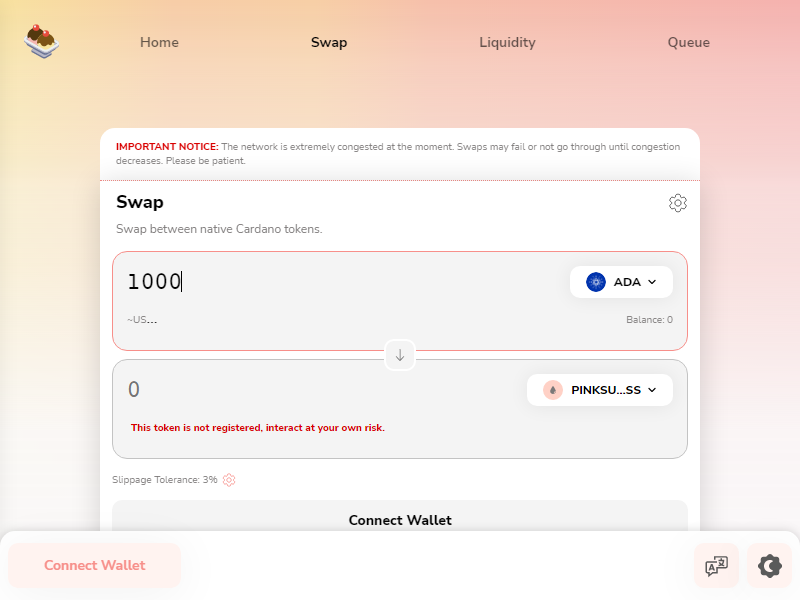 Home
Swap
Liquidity
Queue
IMPORTANT NOTICE: The network is extremely congested at the moment. Swaps may fail or not go through until congestion
decreases. Please be patient.
Swap
Swap between native Cardano tokens.
1000
ADA
~US...
Balance: 0
0
PINKSU...SS
This token is not registered, interact at your own risk.
Slippage Tolerance: 3%
Connect Wallet
Connect Wallet